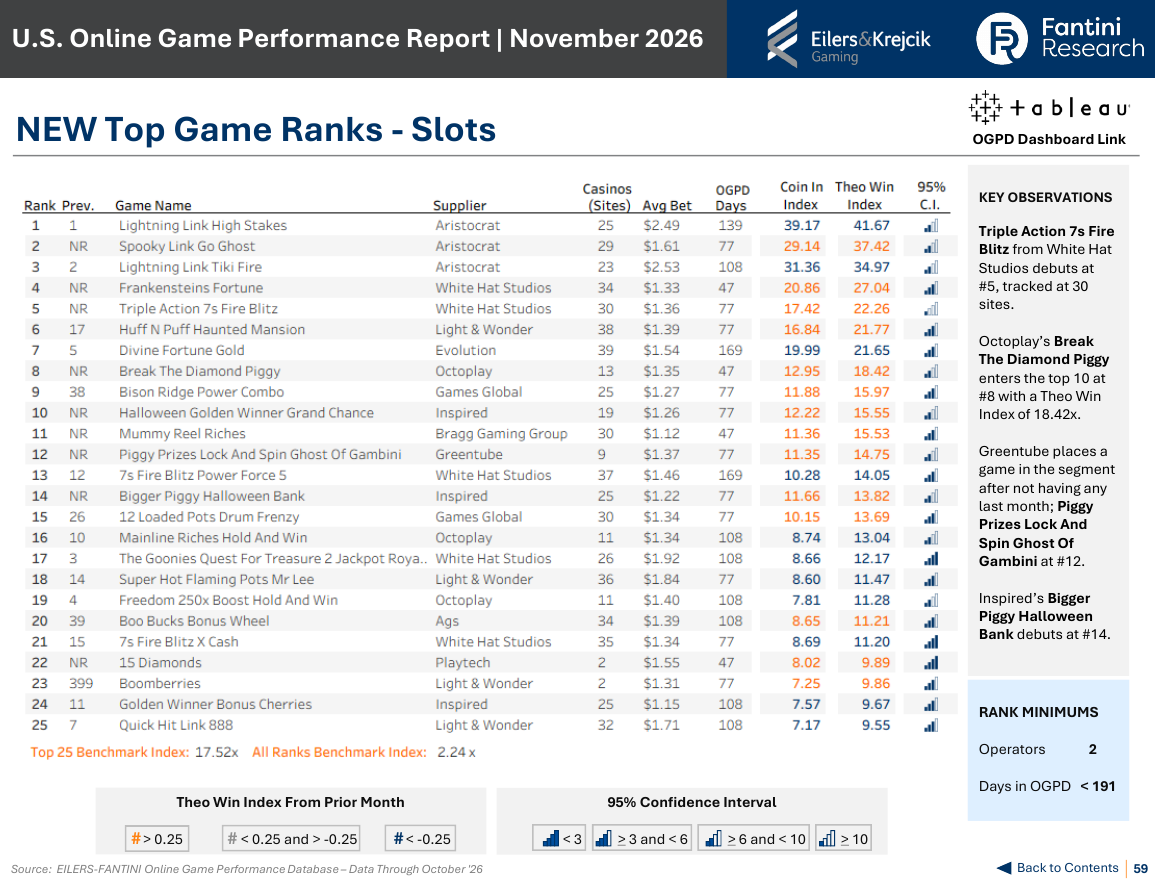 U.S. Online Game Performance Report | November 2026
Eilers&Krejcik
Gaming
Fantini
Research
NEW Top Game Ranks - Slots
+ a b l e a u
OGPD Dashboard Link
Rank Prev. Game Name Supplier Casinos (Sites) Avg Bet OGPD Days Coin In Index Theo Win Index 95% C.I.
1 1 Lightning Link High Stakes Aristocrat 25 $2.49 139 39.17 41.67
2 NR Spooky Link Go Ghost Aristocrat 29 $1.61 77 29.14 37.42
3 2 Lightning Link Tiki Fire Aristocrat 23 $2.53 108 31.36 34.97
4 NR Frankensteins Fortune White Hat Studios 34 $1.33 47 20.86 27.04
5 NR Triple Action 7s Fire Blitz White Hat Studios 30 $1.36 77 17.42 22.26
6 17 Huff N Puff Haunted Mansion Light & Wonder 38 $1.39 77 16.84 21.77
7 5 Divine Fortune Gold Evolution 39 $1.54 169 19.99 21.65
8 NR Break The Diamond Piggy Octoplay 13 $1.35 47 12.95 18.42
9 38 Bison Ridge Power Combo Games Global 25 $1.27 77 11.88 15.97
10 NR Halloween Golden Winner Grand Chance Inspired 19 $1.26 77 12.22 15.55
11 NR Mummy Reel Riches Bragg Gaming Group 30 $1.12 47 11.36 15.53
12 NR Piggy Prizes Lock And Spin Ghost Of Gambini Greentube 9 $1.37 77 11.35 14.75
13 12 7s Fire Blitz Power Force 5 White Hat Studios 37 $1.46 169 10.28 14.05
14 NR Bigger Piggy Halloween Bank Inspired 25 $1.22 77 11.66 13.82
15 26 12 Loaded Pots Drum Frenzy Games Global 30 $1.34 77 10.15 13.69
16 10 Mainline Riches Hold And Win Octoplay 11 $1.34 108 8.74 13.04
17 3 The Goonies Quest For Treasure 2 Jackpot Roya.. White Hat Studios 26 $1.92 108 8.66 12.17
18 14 Super Hot Flaming Pots Mr Lee Light & Wonder 36 $1.84 77 8.60 11.47
19 4 Freedom 250x Boost Hold And Win Octoplay 11 $1.40 108 7.81 11.28
20 39 Boo Bucks Bonus Wheel Ags 34 $1.39 108 8.65 11.21
21 15 7s Fire Blitz X Cash White Hat Studios 35 $1.34 77 8.69 11.20
22 NR 15 Diamonds Playtech 2 $1.55 47 8.02 9.89
23 399 Boomberries Light & Wonder 2 $1.31 77 7.25 9.86
24 11 Golden Winner Bonus Cherries Inspired 25 $1.15 108 7.57 9.67
25 7 Quick Hit Link 888 Light & Wonder 32 $1.71 108 7.17 9.55
Top 25 Benchmark Index: 17.52x All Ranks Benchmark Index: 2.24 x
KEY OBSERVATIONS
Triple Action 7s Fire
Blitz from White Hat
Studios debuts at
#5, tracked at 30
sites.
Octoplay's Break
The Diamond Piggy
enters the top 10 at
#8 with a Theo Win
Index of 18.42x.
Greentube places a
game in the segment
after not having any
last month; Piggy
Prizes Lock And
Spin Ghost Of
Gambini at #12.
Inspired's Bigger
Piggy Halloween
Bank debuts at #14.
RANK MINIMUMS
Operators 2
Days in OGPD < 191
Theo Win Index From Prior Month
# > 0.25 # < 0.25 and > -0.25 # < -0.25
95% Confidence Interval
< 3 ≥ 3 and < 6 ≥ 6 and < 10 ≥ 10
Source: EILERS-FANTINI Online Game Performance Database – Data Through October '26
Back to Contents | 59